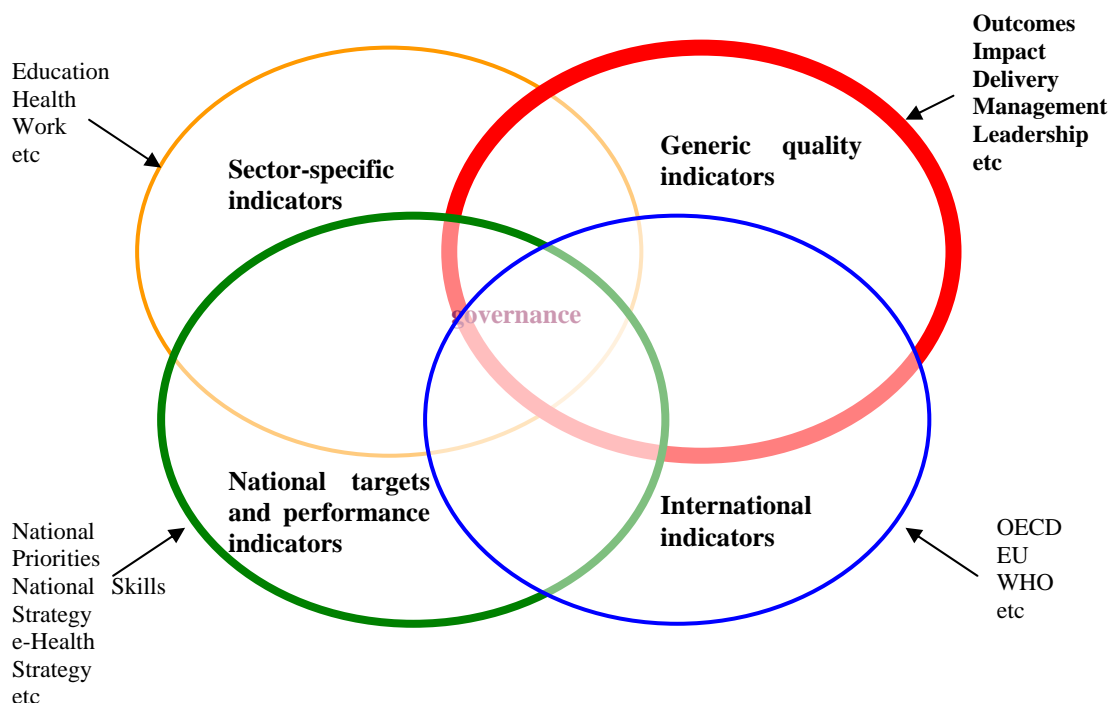 Education
Health
Work
etc
Sector-specific
indicators
Generic quality
indicators
Outcomes
Impact
Delivery
Management
Leadership
etc
governance
National targets
and performance
indicators
International
indicators
National
Priorities
National Skills
Strategy
e-Health
Strategy
etc
OECD
EU
WHO
etc